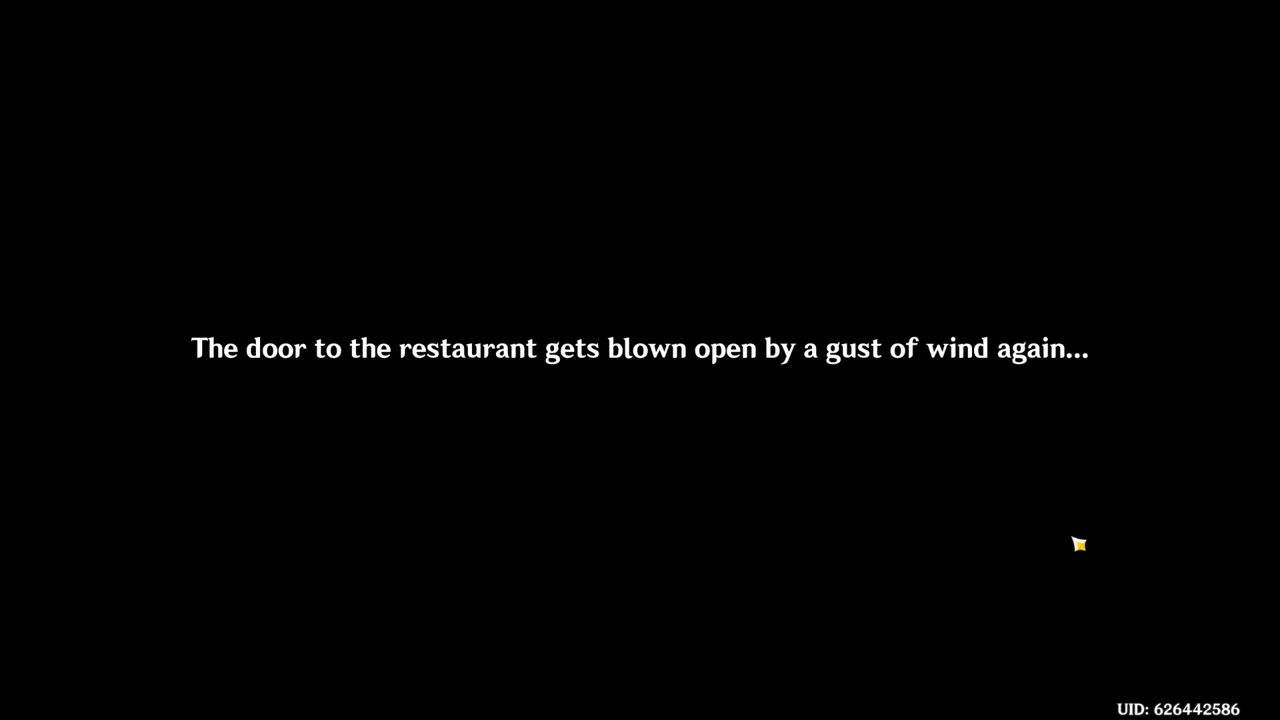 The door to the restaurant gets blown open by a gust of wind again...
UID: 626442586